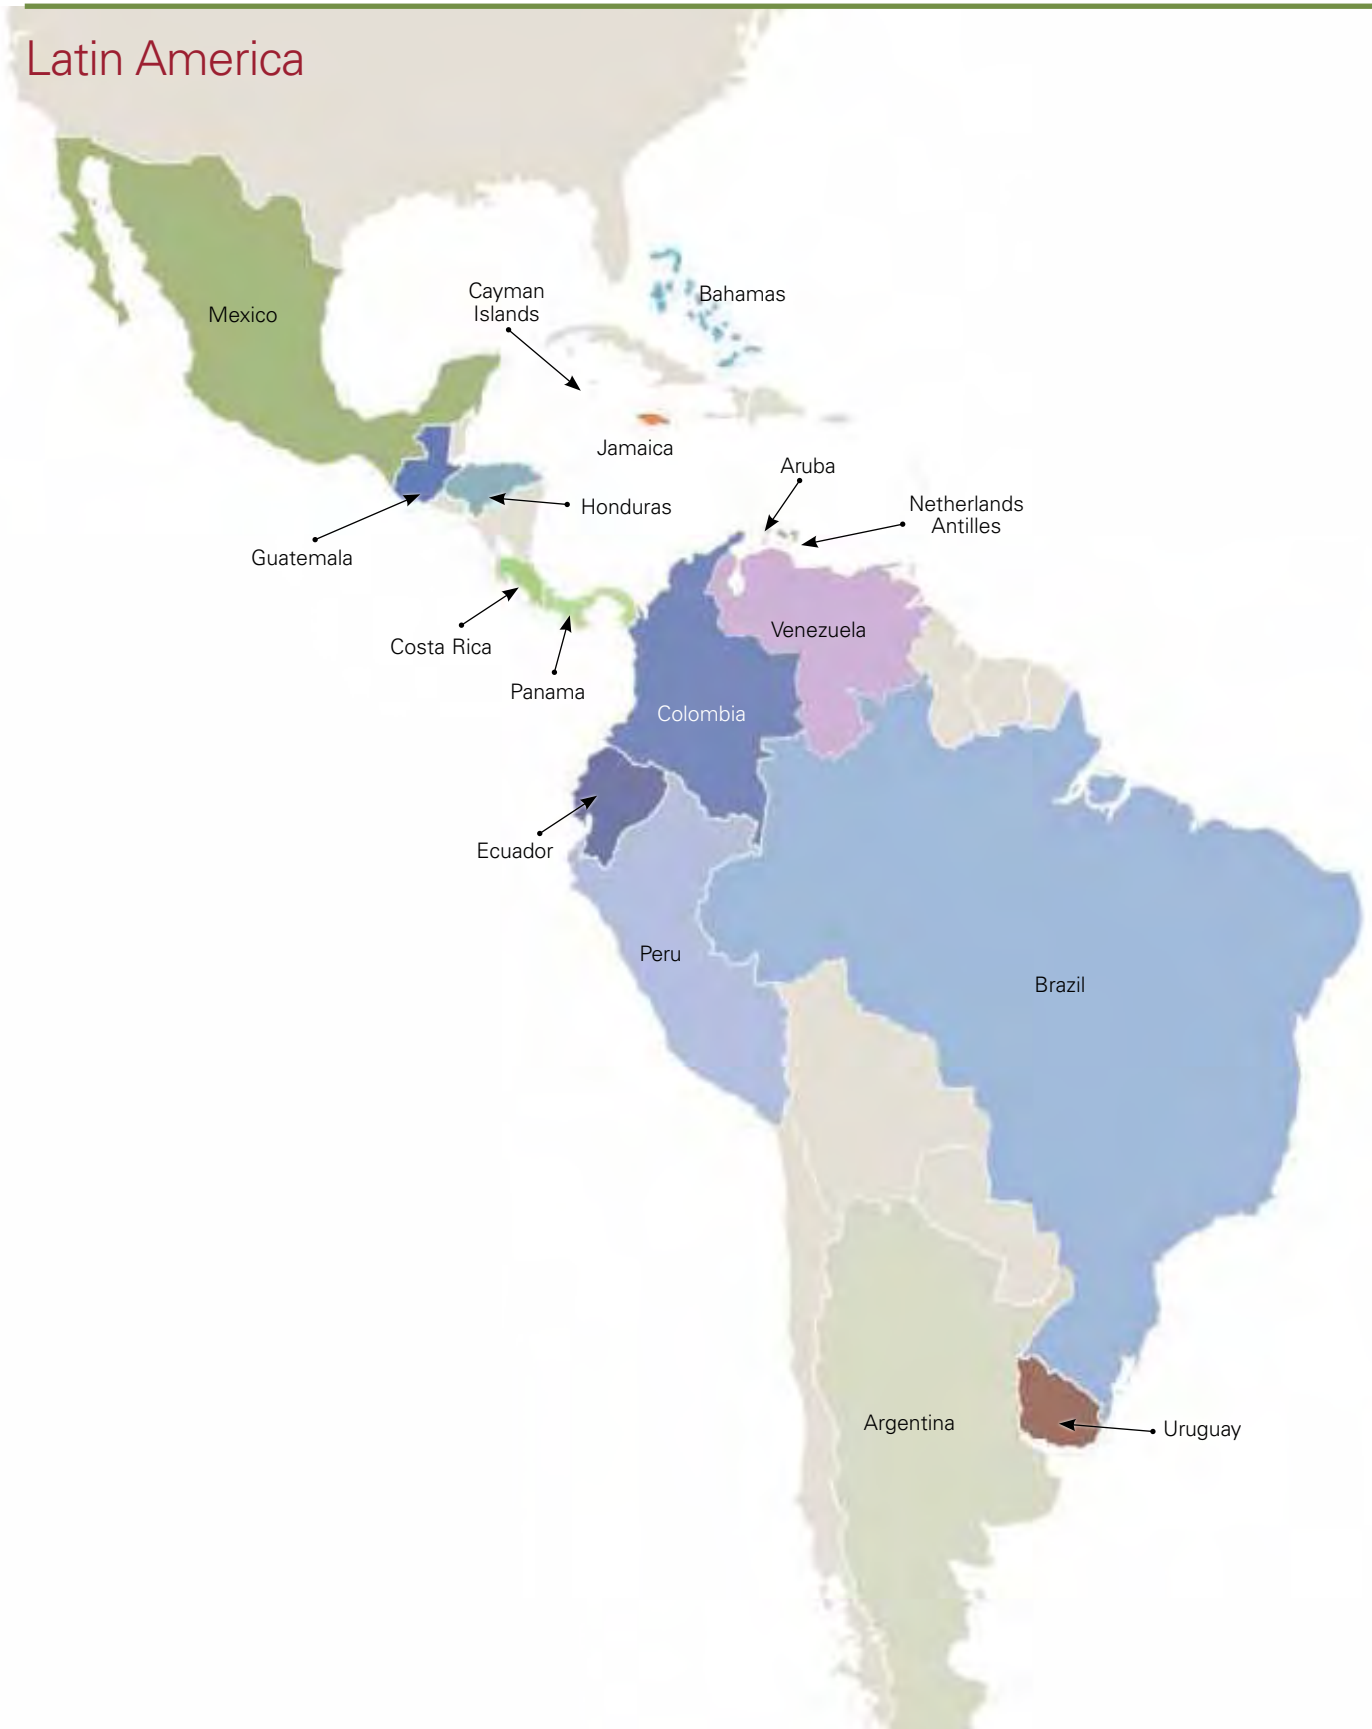 Latin America
Cayman
Islands
Bahamas
Mexico
Jamaica
Aruba
Netherlands
Antilles
Honduras
Guatemala
Costa Rica
Venezuela
Panama
Colombia
Ecuador
Peru
Brazil
Argentina
Uruguay